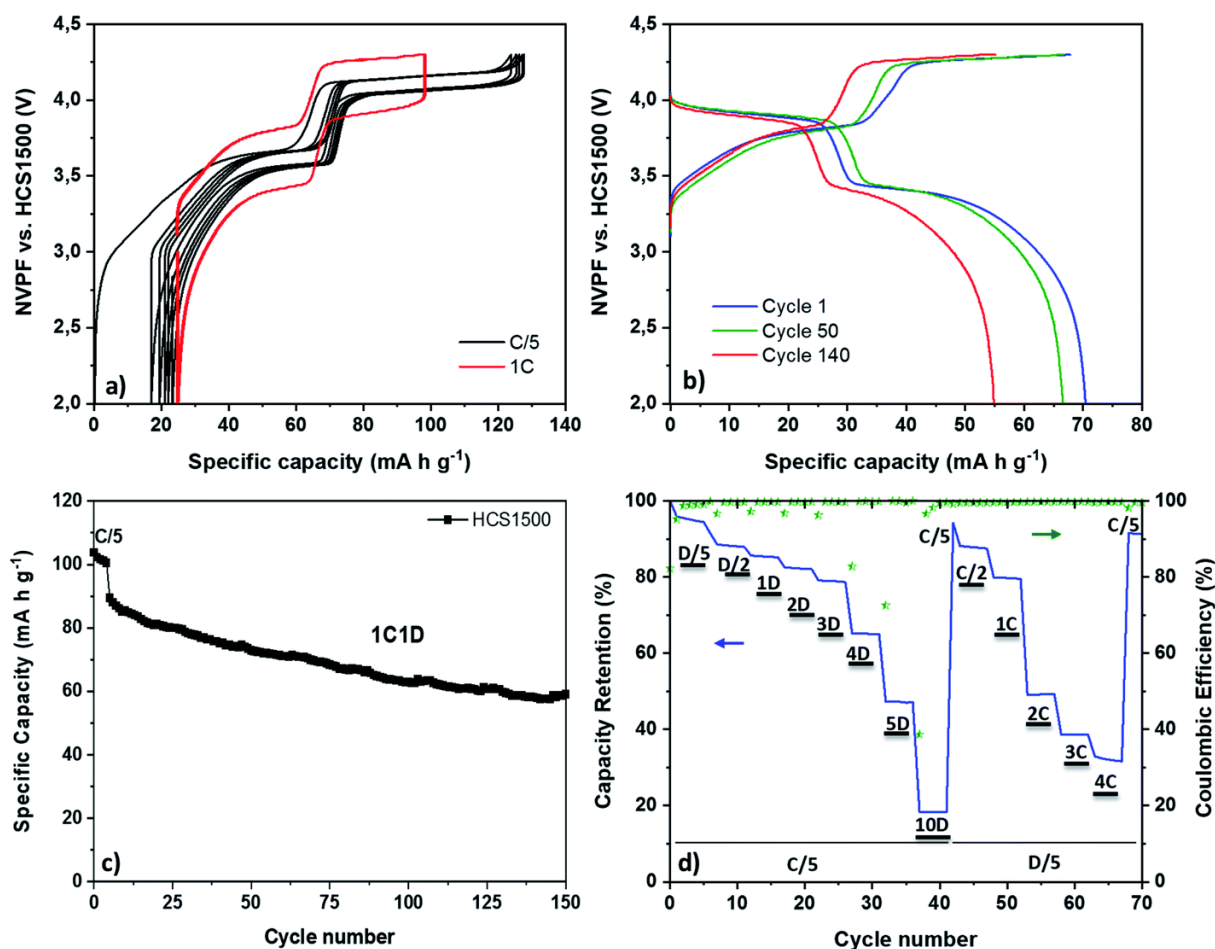 4,5
4,0
3,5
3,0
2,5
2,0
NVPF vs. HCS1500 (V)
C/5
1C
a)
0 20 40 60 80 100 120 140
Specific capacity (mA h g⁻¹)
4,5
4,0
3,5
3,0
2,5
2,0
NVPF vs. HCS1500 (V)
Cycle 1
Cycle 50
Cycle 140
b)
0 10 20 30 40 50 60 70 80
Specific capacity (mA h g⁻¹)
120
100
80
60
40
20
0
Specific Capacity (mA h g⁻¹)
C/5
HCS1500
1C1D
c)
0 25 50 75 100 125 150
Cycle number
100
80
60
40
20
0
Capacity Retention (%)
D/5
D/2
1D
2D
3D
4D
5D
10D
C/5
C/2
1C
2C
3C
4C
C/5
d)
C/5
D/5
100
80
60
40
20
0
Coulombic Efficiency (%)
0 10 20 30 40 50 60 70
Cycle number